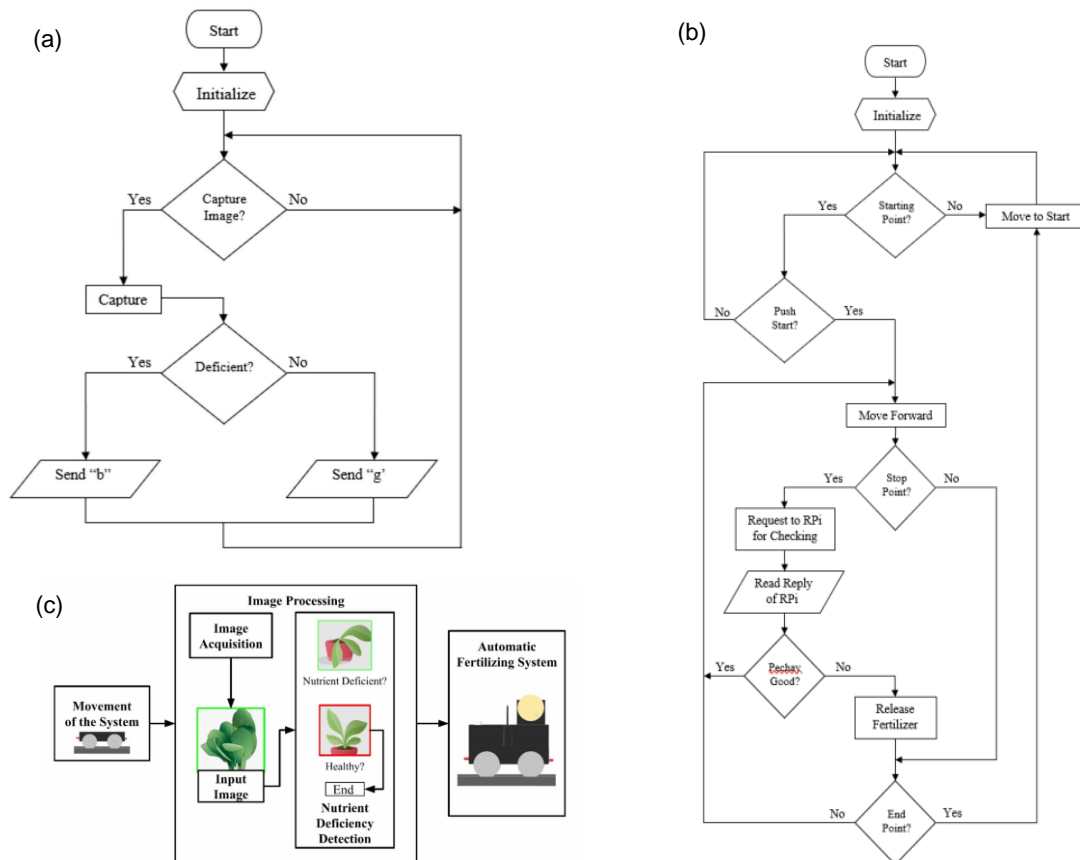 (a)
Start
Initialize
Capture
Image?
Yes
No
Capture
Deficient?
Yes
No
Send “b”
Send “g’
(b)
Start
Initialize
Starting
Point?
Yes
No
Move to Start
Push
Start?
No
Yes
Move Forward
Stop
Point?
Yes
No
Request to RPi
for Checking
Read Reply
of RPi
Pechay
Good?
Yes
No
Release
Fertilizer
End
Point?
No
Yes
(c)
Movement
of the System
Image Processing
Image
Acquisition
Input
Image
Nutrient Deficient?
Healthy?
End
Nutrient
Deficiency
Detection
Automatic
Fertilizing System